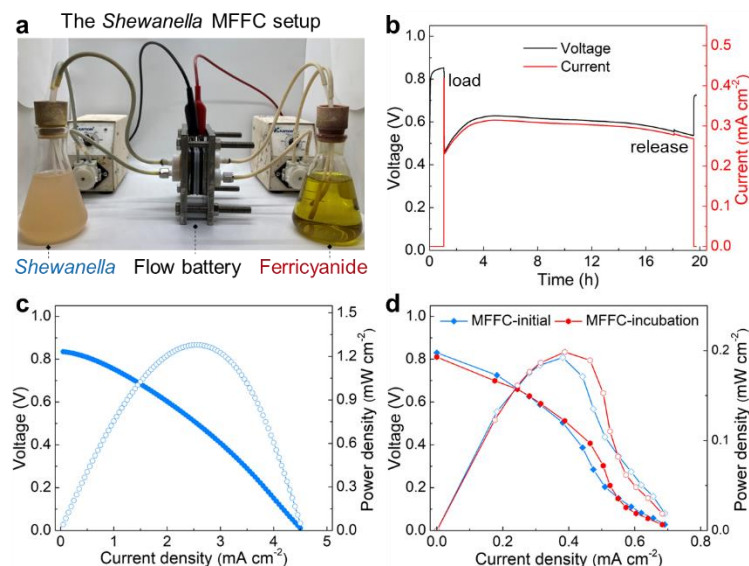 a
The Shewanella MFFC setup
Shewanella
Flow battery
Ferricyanide
b
Voltage
Current
load
release
Voltage (V)
1.0
0.8
0.6
0.4
0.2
0.0
0 4 8 12 16 20
Time (h)
Current (mA cm⁻²)
0.5
0.4
0.3
0.2
0.1
0.0
c
Voltage (V)
1.0
0.8
0.6
0.4
0.2
0.0
0 1 2 3 4 5
Current density (mA cm⁻²)
Power density (mW cm⁻²)
1.5
1.2
0.9
0.6
0.3
0.0
d
MFFC-initial
MFFC-incubation
Voltage (V)
1.0
0.8
0.6
0.4
0.2
0.0
0.0 0.2 0.4 0.6 0.8
Current density (mA cm⁻²)
Power density (mW cm⁻²)
0.2
0.1
0.0